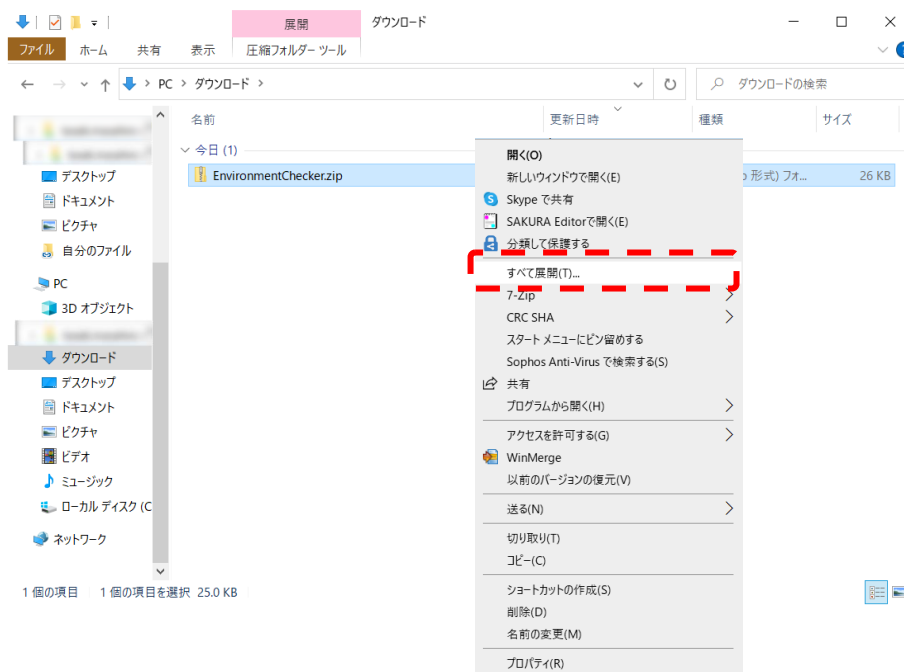 展開
ダウンロード
ファイル
ホーム
共有
表示
圧縮フォルダー ツール
PC
ダウンロード
ダウンロードの検索
名前
更新日時
種類
サイズ
今日 (1)
EnvironmentChecker.zip
形式) フォ...
26 KB
デスクトップ
ドキュメント
ピクチャ
自分のファイル
PC
3D オブジェクト
ダウンロード
デスクトップ
ドキュメント
ピクチャ
ビデオ
ミュージック
ローカル ディスク (C
ネットワーク
開く(O)
新しいウィンドウで開く(E)
Skype で共有
SAKURA Editorで開く(E)
分類して保護する
すべて展開(T)...
7-Zip
CRC SHA
スタート メニューにピン留めする
Sophos Anti-Virus で検索する(S)
共有
プログラムから開く(H)
アクセスを許可する(G)
WinMerge
以前のバージョンの復元(V)
送る(N)
切り取り(T)
コピー(C)
ショートカットの作成(S)
削除(D)
名前の変更(M)
プロパティ(R)
1 個の項目
1 個の項目を選択 25.0 KB